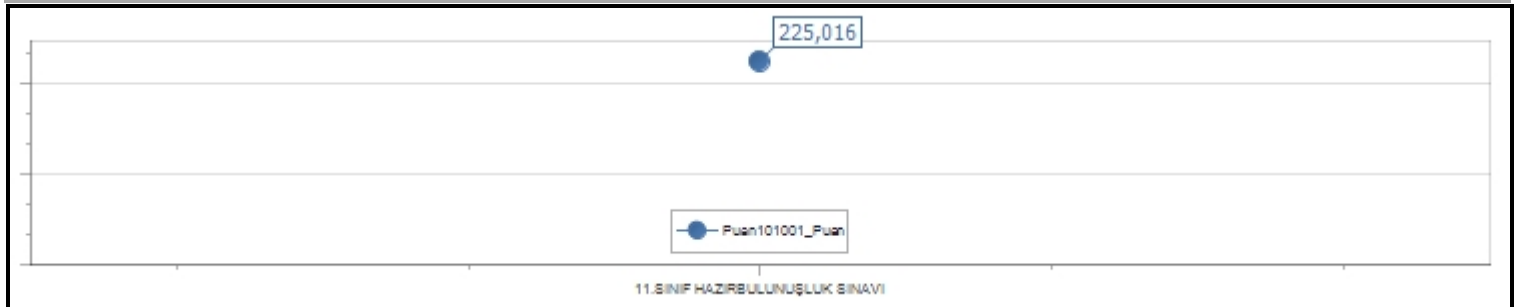 225,016
Puan101001_Puan
11.SINIF HAZIRBULUNUŞLUK SINAVI